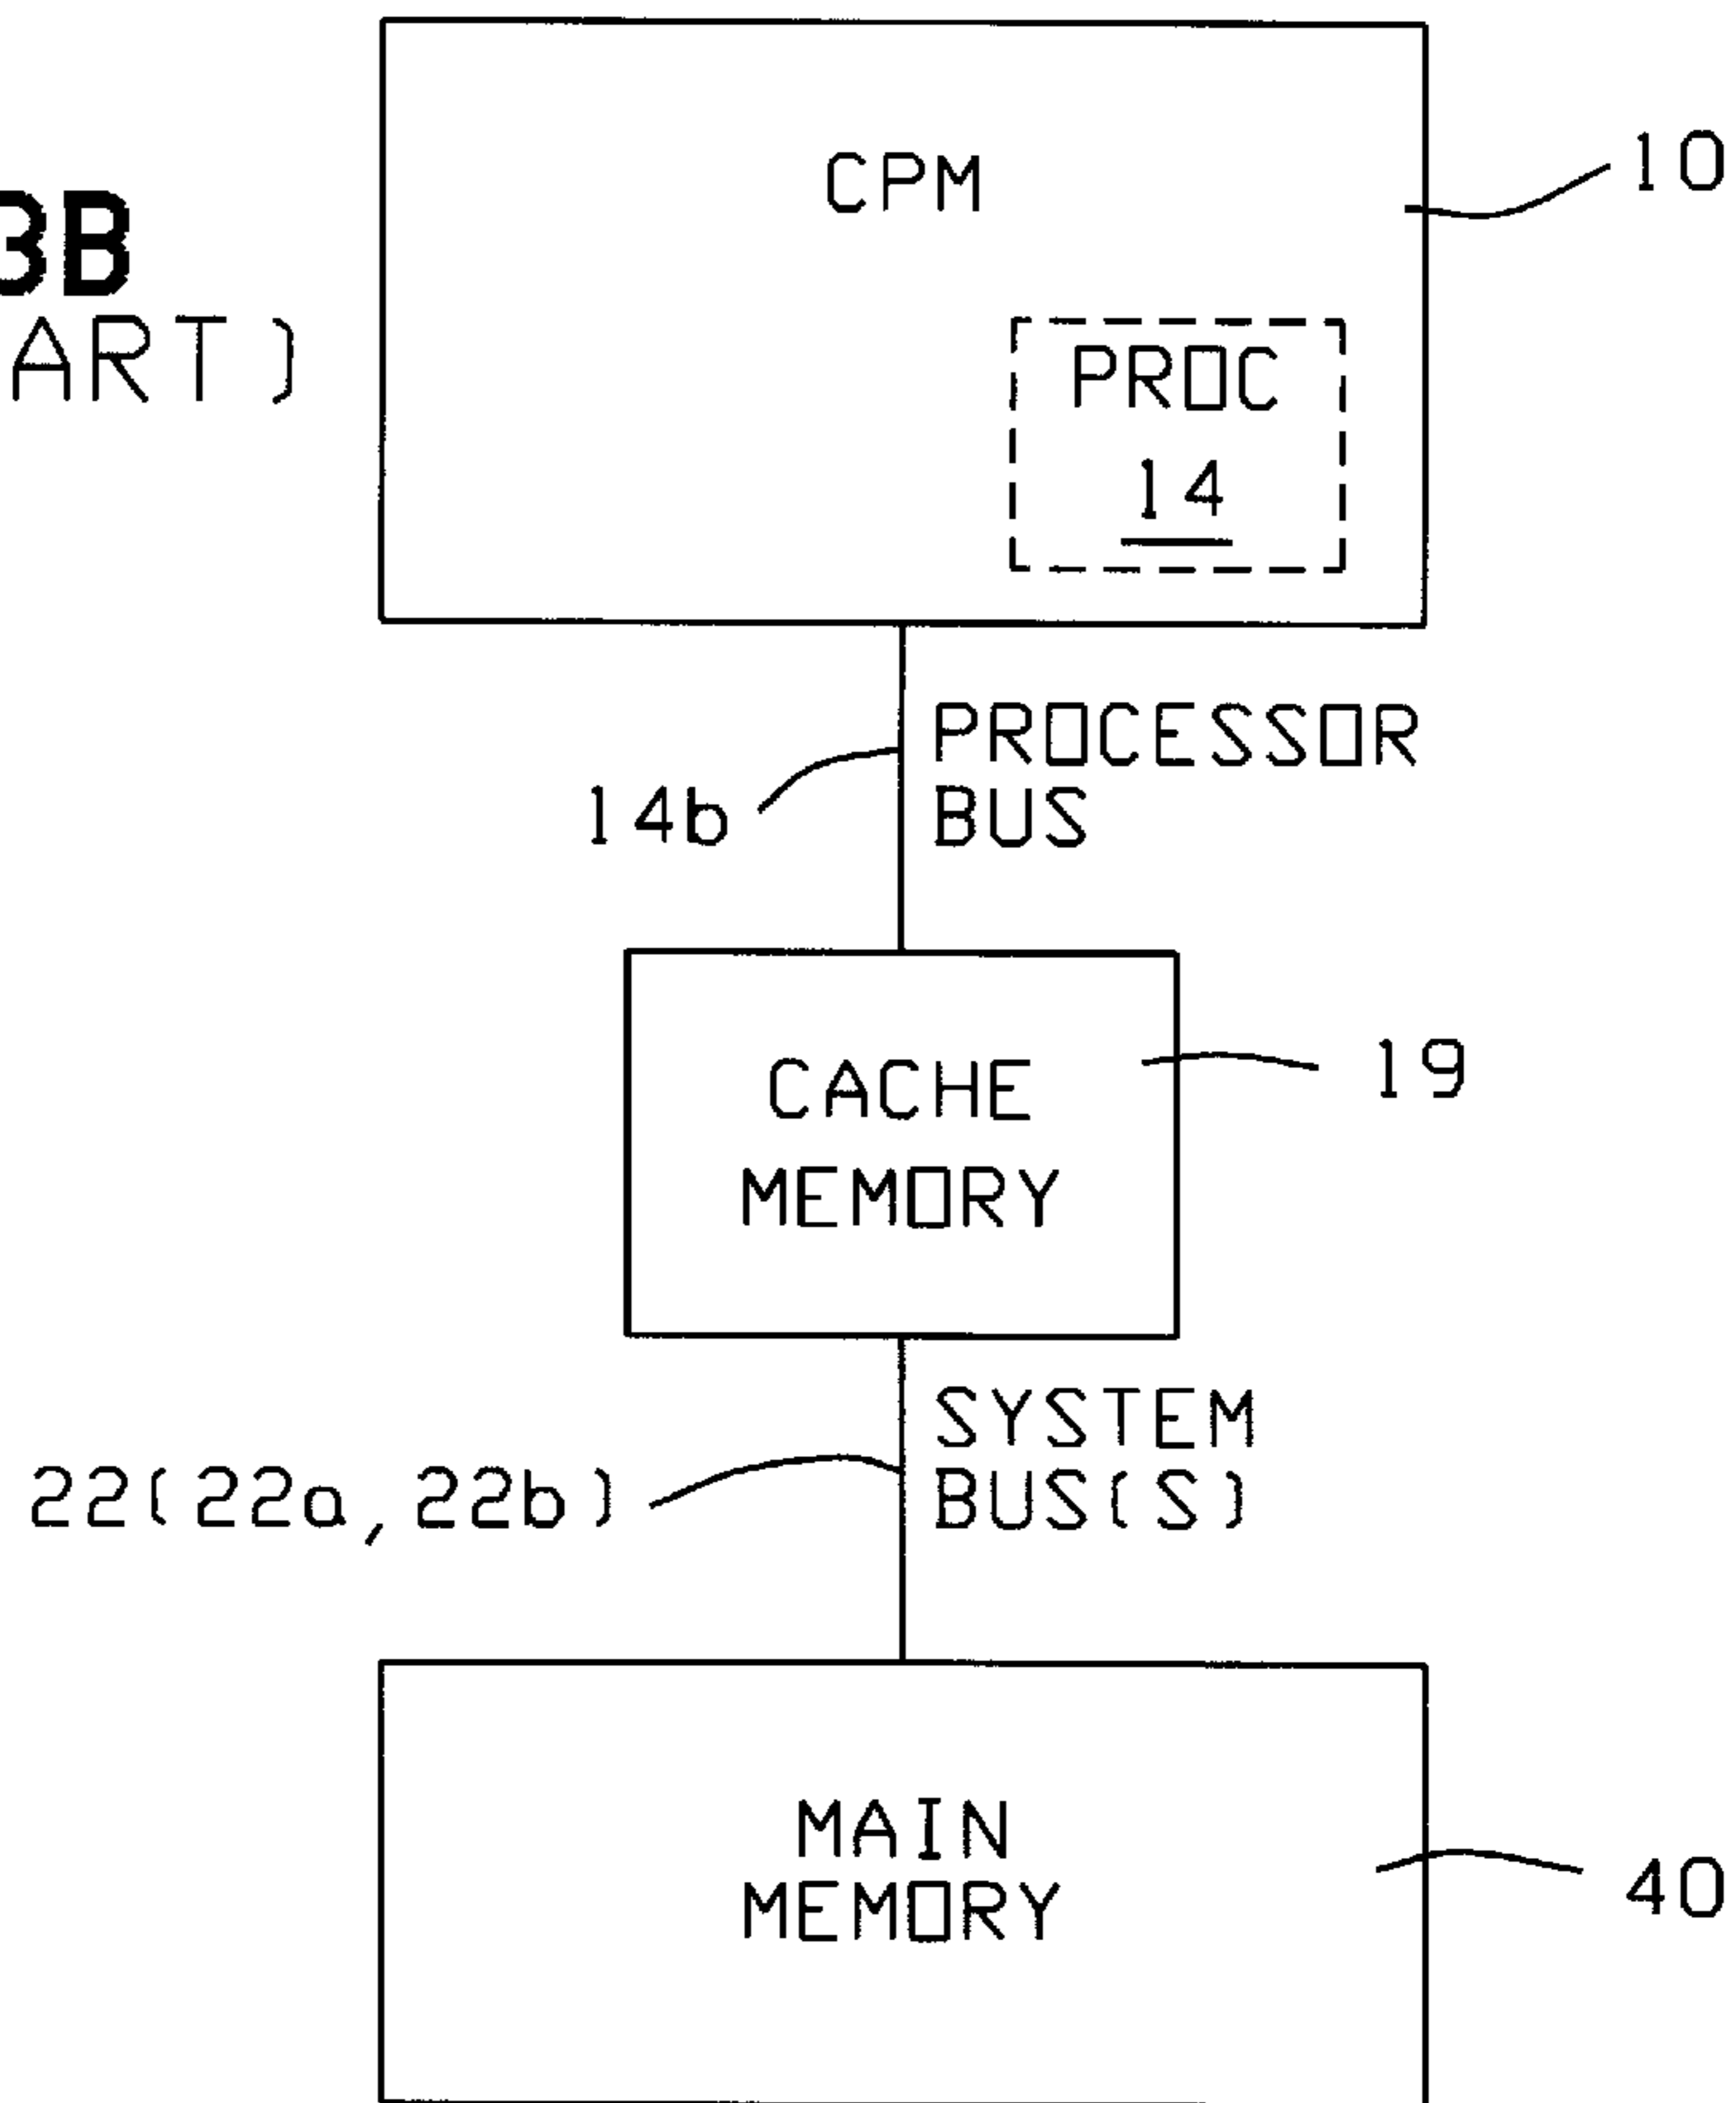 CPM
10
3B
ART)
PROC
14
PROCESSOR
BUS
14b
CACHE
MEMORY
19
SYSTEM
BUS(S)
22(22a,22b)
MAIN
MEMORY
40